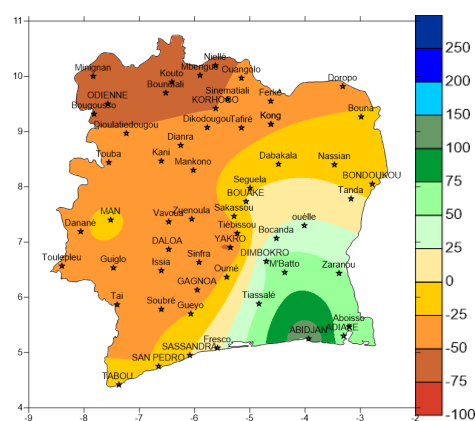 11
10
9
8
7
6
5
4
-9
-8
-7
-6
-5
-4
-3
-2
250
200
150
100
75
50
25
0
-25
-50
-75
-100
Niellé
Minignan
Mbengué
Kouto
Ouangolo
Doropo
Boundiali
Sinematiali
Ferké
ODIENNE
KORHOGO
Bougousso
Bouna
Dioulatiedougou
Dikodougou
Tafiré
Kong
Dianra
Touba
Kani
Mankono
Dabakala
Nassian
BONDOUKOU
Seguela
Tanda
BOUAKE
MAN
Vavoua
Zuenoula
Sakassou
ouélle
Danané
Tiébissou
Bocanda
DALOA
YAKRO
Toulepleu
Guiglo
Issia
Sinfra
DIMBOKRO
M'Batto
Zaranou
Oumé
GAGNOA
Tai
Soubré
Gueyo
Tiassalé
Aboisso
ABIDJAN
ADIAKE
SASSANDRA
Fresco
SAN PEDRO
TABOU